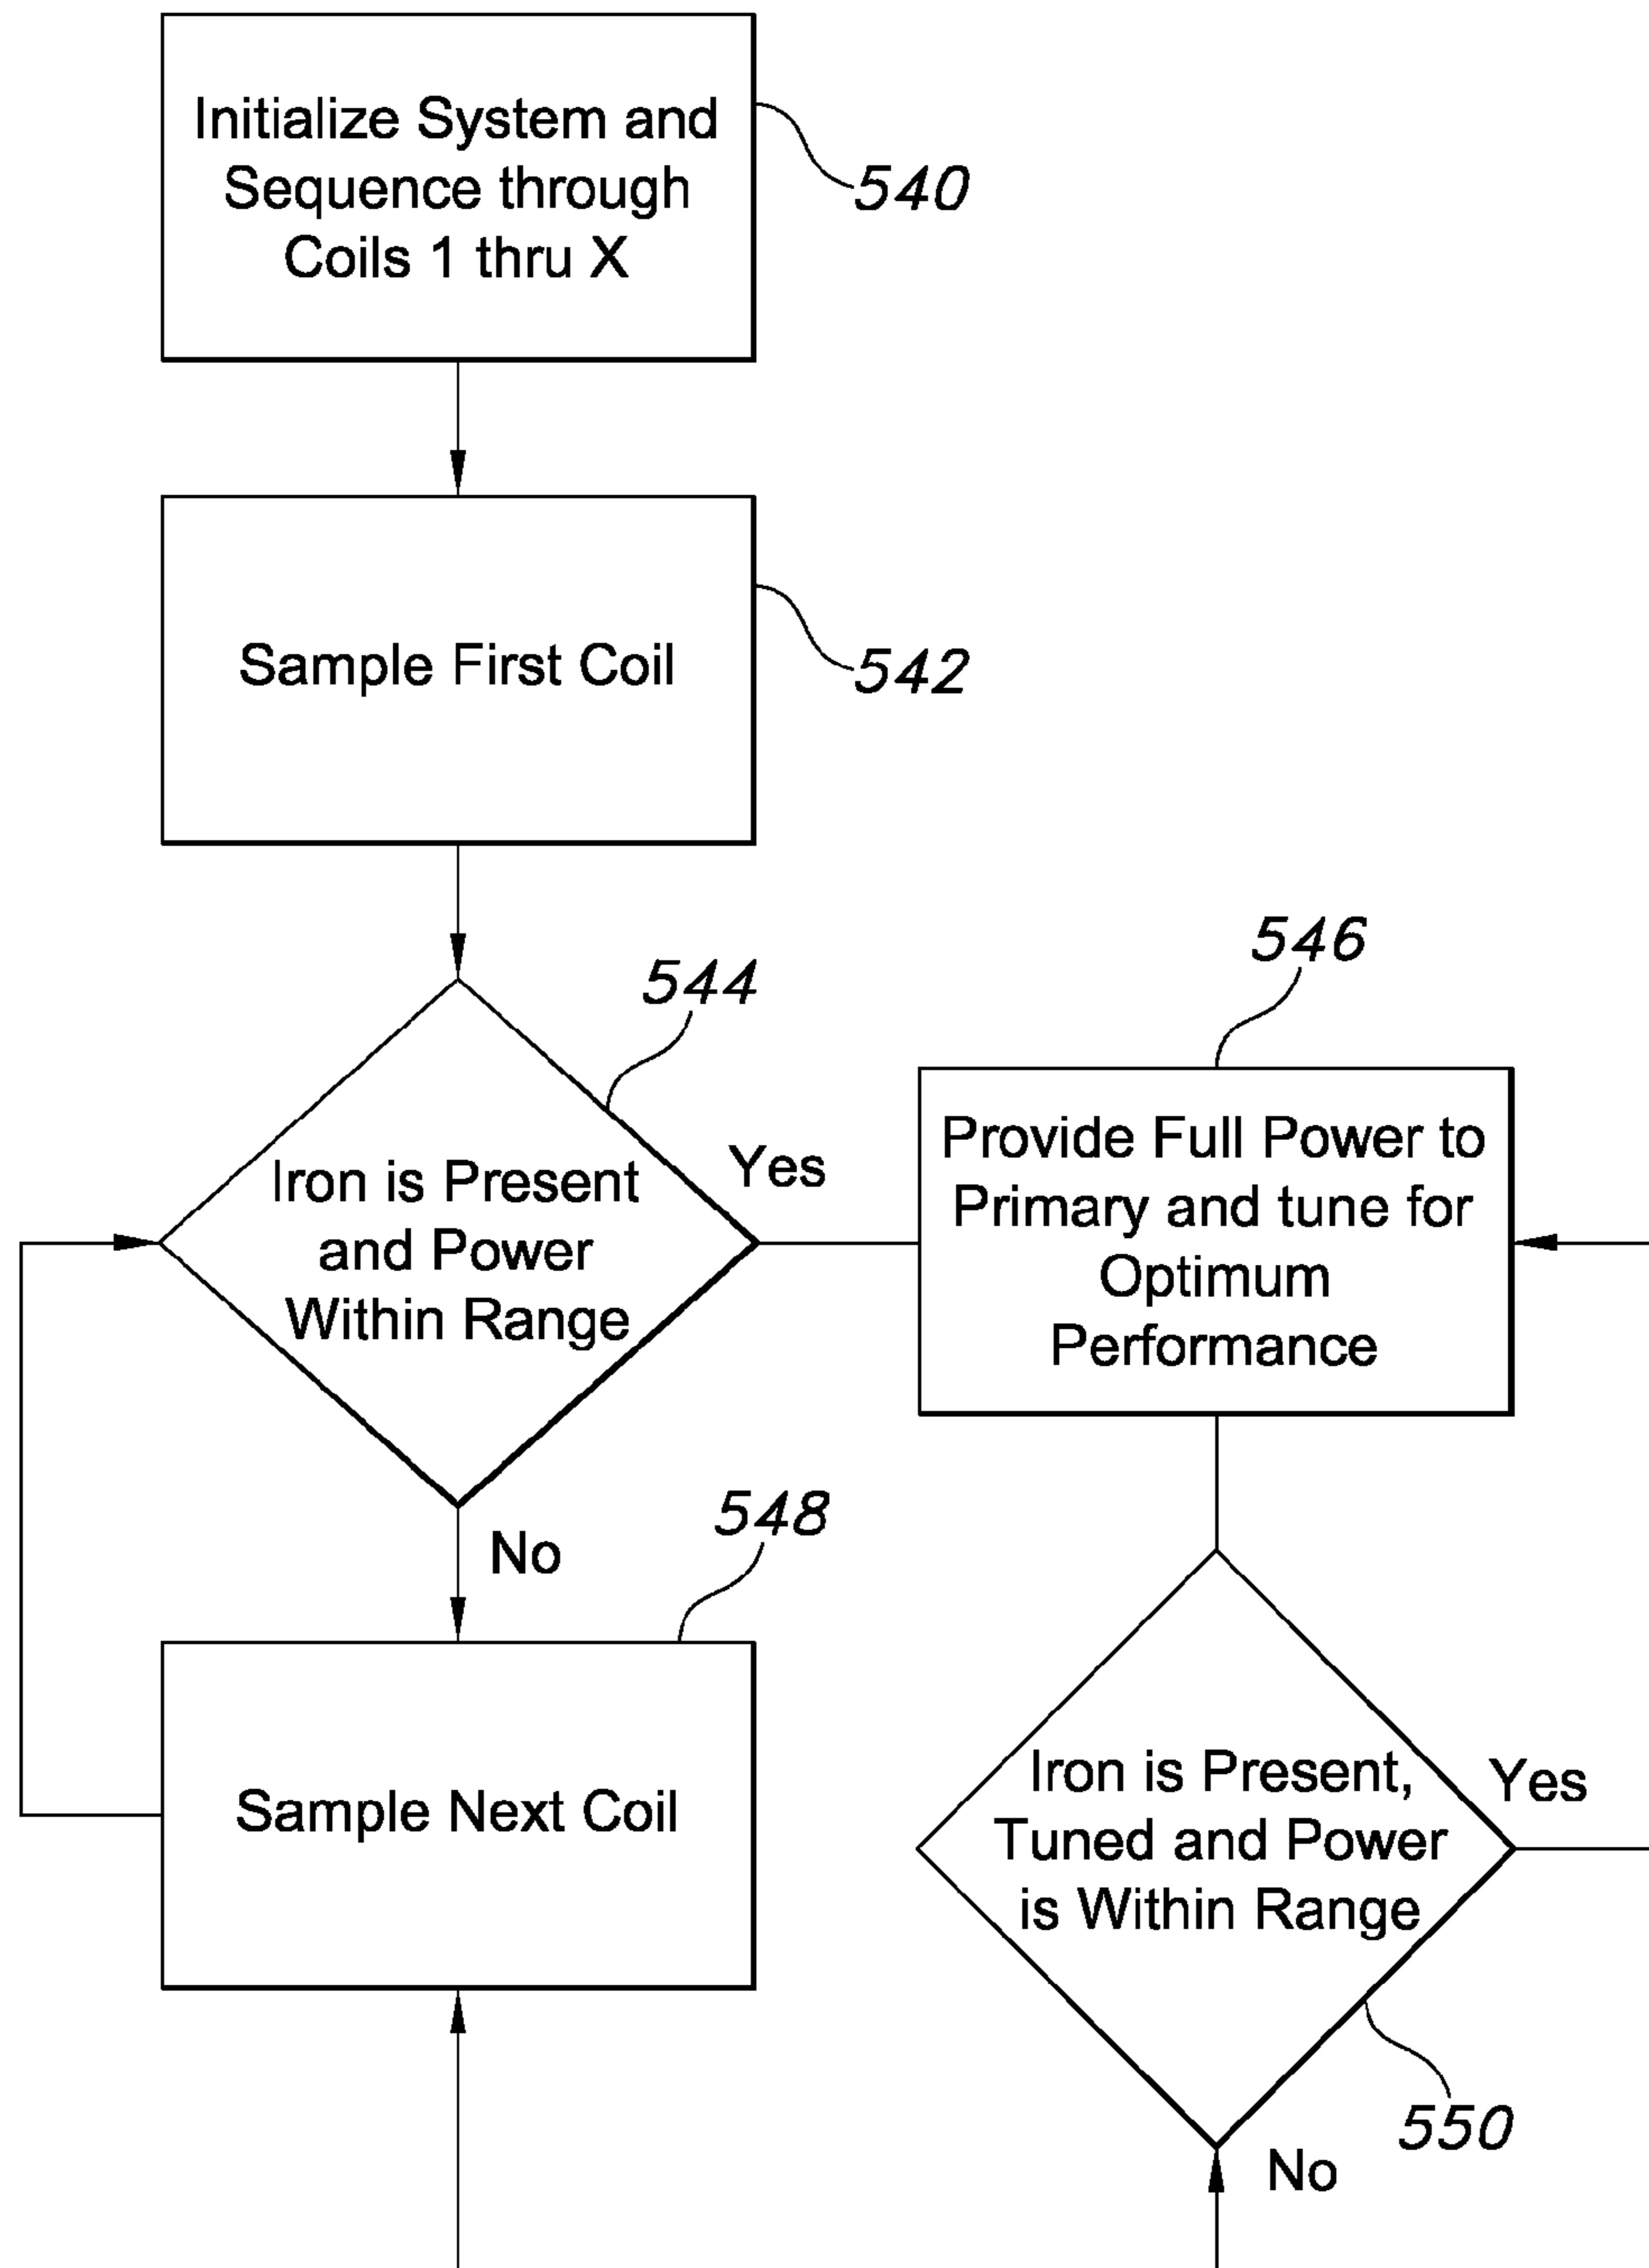 Initialize System and
Sequence through
Coils 1 thru X
540
Sample First Coil
542
544
Iron is Present
and Power
Within Range
Yes
No
546
Provide Full Power to
Primary and tune for
Optimum
Performance
548
Sample Next Coil
Iron is Present,
Tuned and Power
is Within Range
Yes
550
No